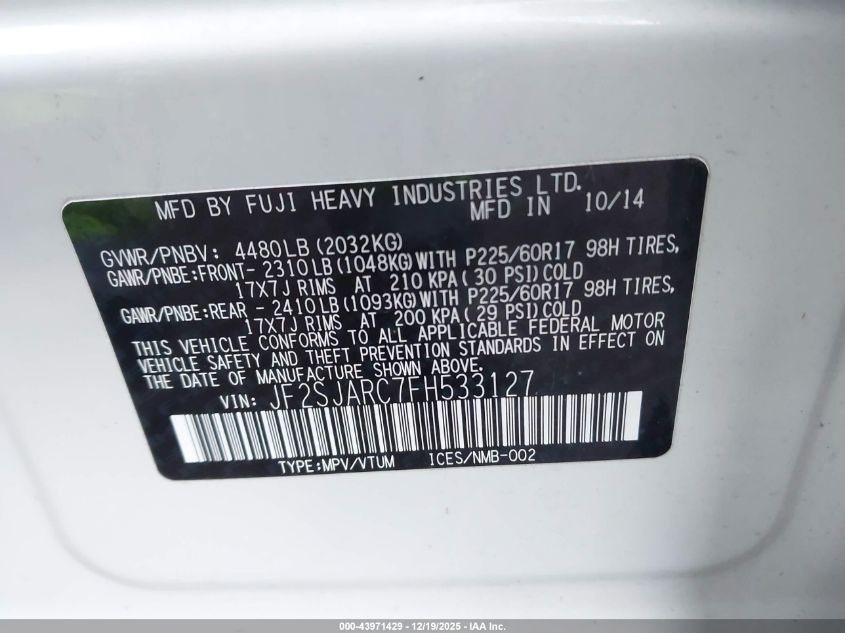 MFD BY FUJI HEAVY INDUSTRIES LTD.
MFD IN 10/14
GVWR/PNBV: 4480LB(2032KG)
GAWR/PNBE:FRONT- 2310LB(1048KG)WITH P225/60R17 98H TIRES,
17X7J RIMS AT 210 KPA(30 PSI)COLD
GAWR/PNBE:REAR - 2410LB(1093KG)WITH P225/60R17 98H TIRES,
17X7J RIMS AT 200 KPA(29 PSI)COLD
THIS VEHICLE CONFORMS TO ALL APPLICABLE FEDERAL MOTOR
VEHICLE SAFETY AND THEFT PREVENTION STANDARDS IN EFFECT ON
THE DATE OF MANUFACTURE SHOWN ABOVE.
VIN: JF2SJARC7FH533127
TYPE:MPV/VTUM ICES/NMB-002
000-43971429 - 12/19/2025 - IAA Inc.